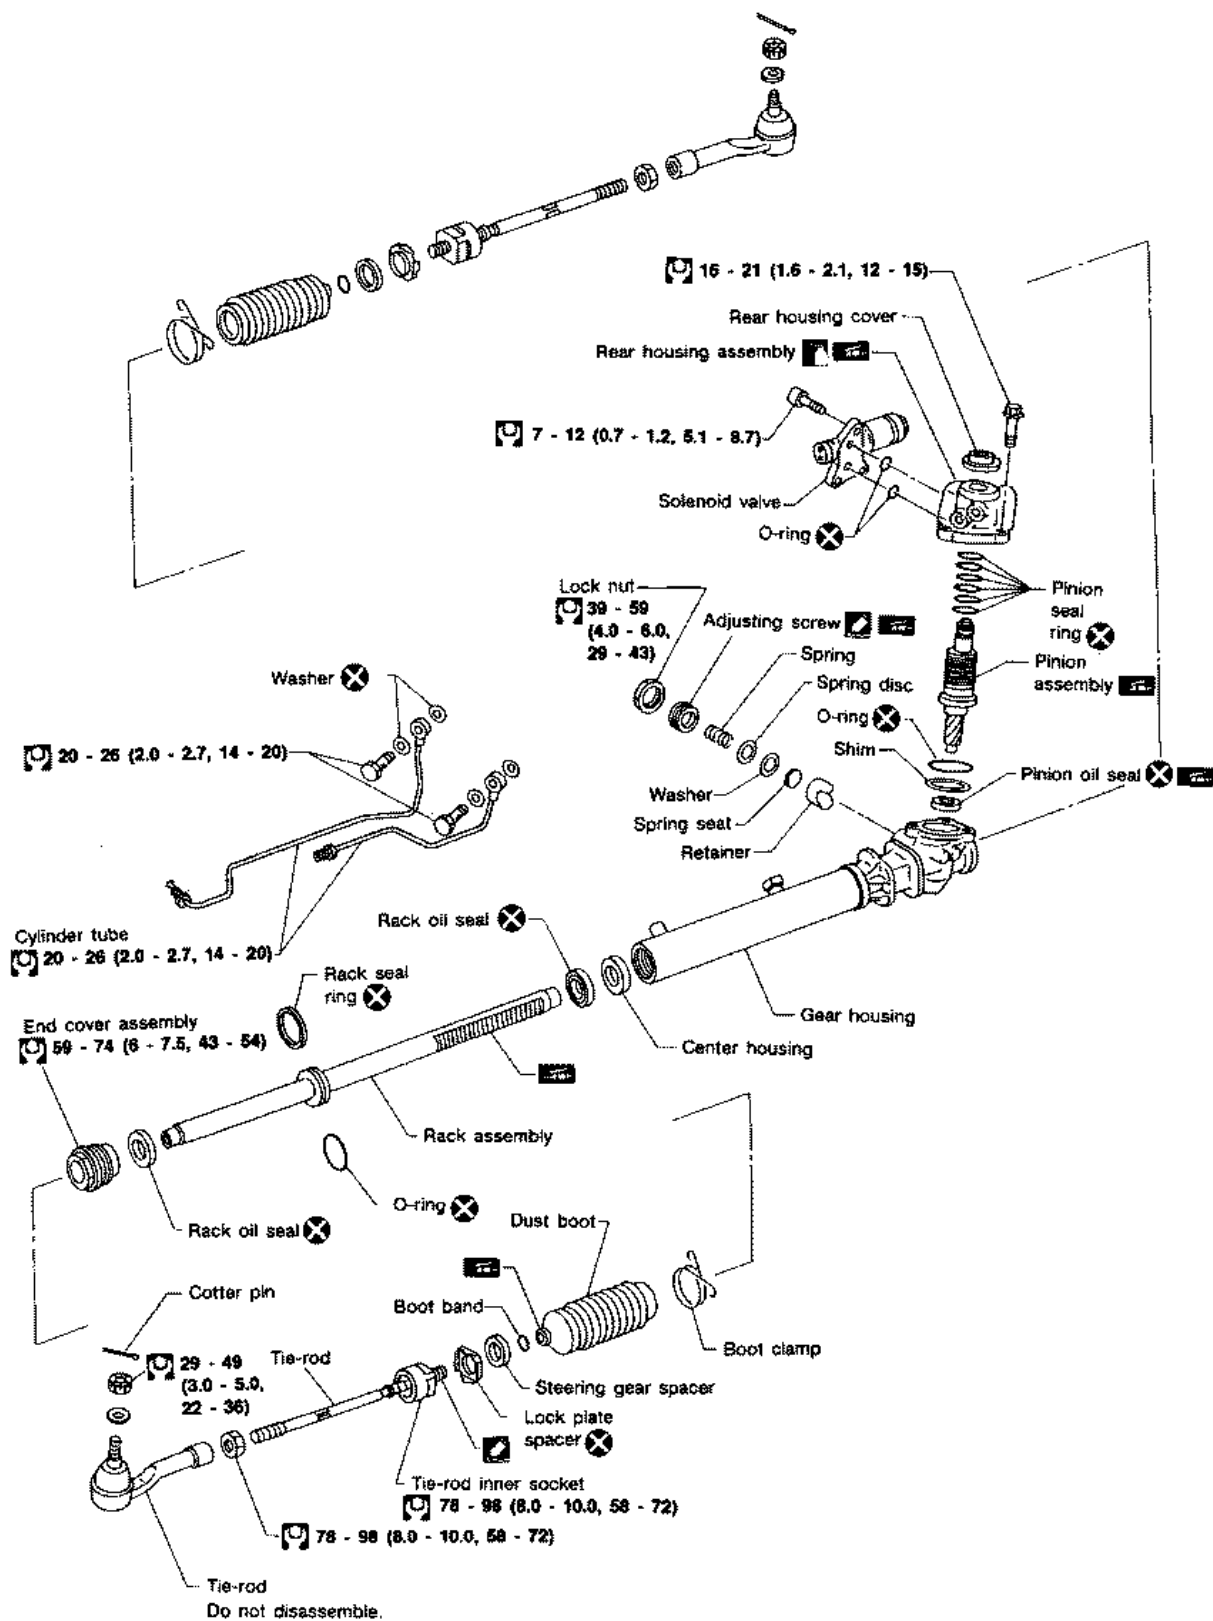 16 - 21 (1.6 - 2.1, 12 - 15)
Rear housing cover
Rear housing assembly
7 - 12 (0.7 - 1.2, 5.1 - 8.7)
Solenoid valve
O-ring
Lock nut
39 - 59
(4.0 - 6.0,
29 - 43)
Adjusting screw
Pinion
seal
ring
Spring
Pinion
assembly
Washer
Spring disc
O-ring
20 - 26 (2.0 - 2.7, 14 - 20)
Shim
Pinion oil seal
Washer
Spring seat
Retainer
Rack oil seal
Cylinder tube
20 - 26 (2.0 - 2.7, 14 - 20)
Rack seal
ring
Gear housing
End cover assembly
59 - 74 (6 - 7.5, 43 - 54)
Center housing
Rack assembly
O-ring
Rack oil seal
Dust boot
Cotter pin
Boot band
Boot clamp
29 - 49
(3.0 - 5.0,
22 - 36)
Tie-rod
Steering gear spacer
Lock plate
spacer
Tie-rod inner socket
78 - 98 (8.0 - 10.0, 58 - 72)
78 - 98 (8.0 - 10.0, 58 - 72)
Tie-rod
Do not disassemble.